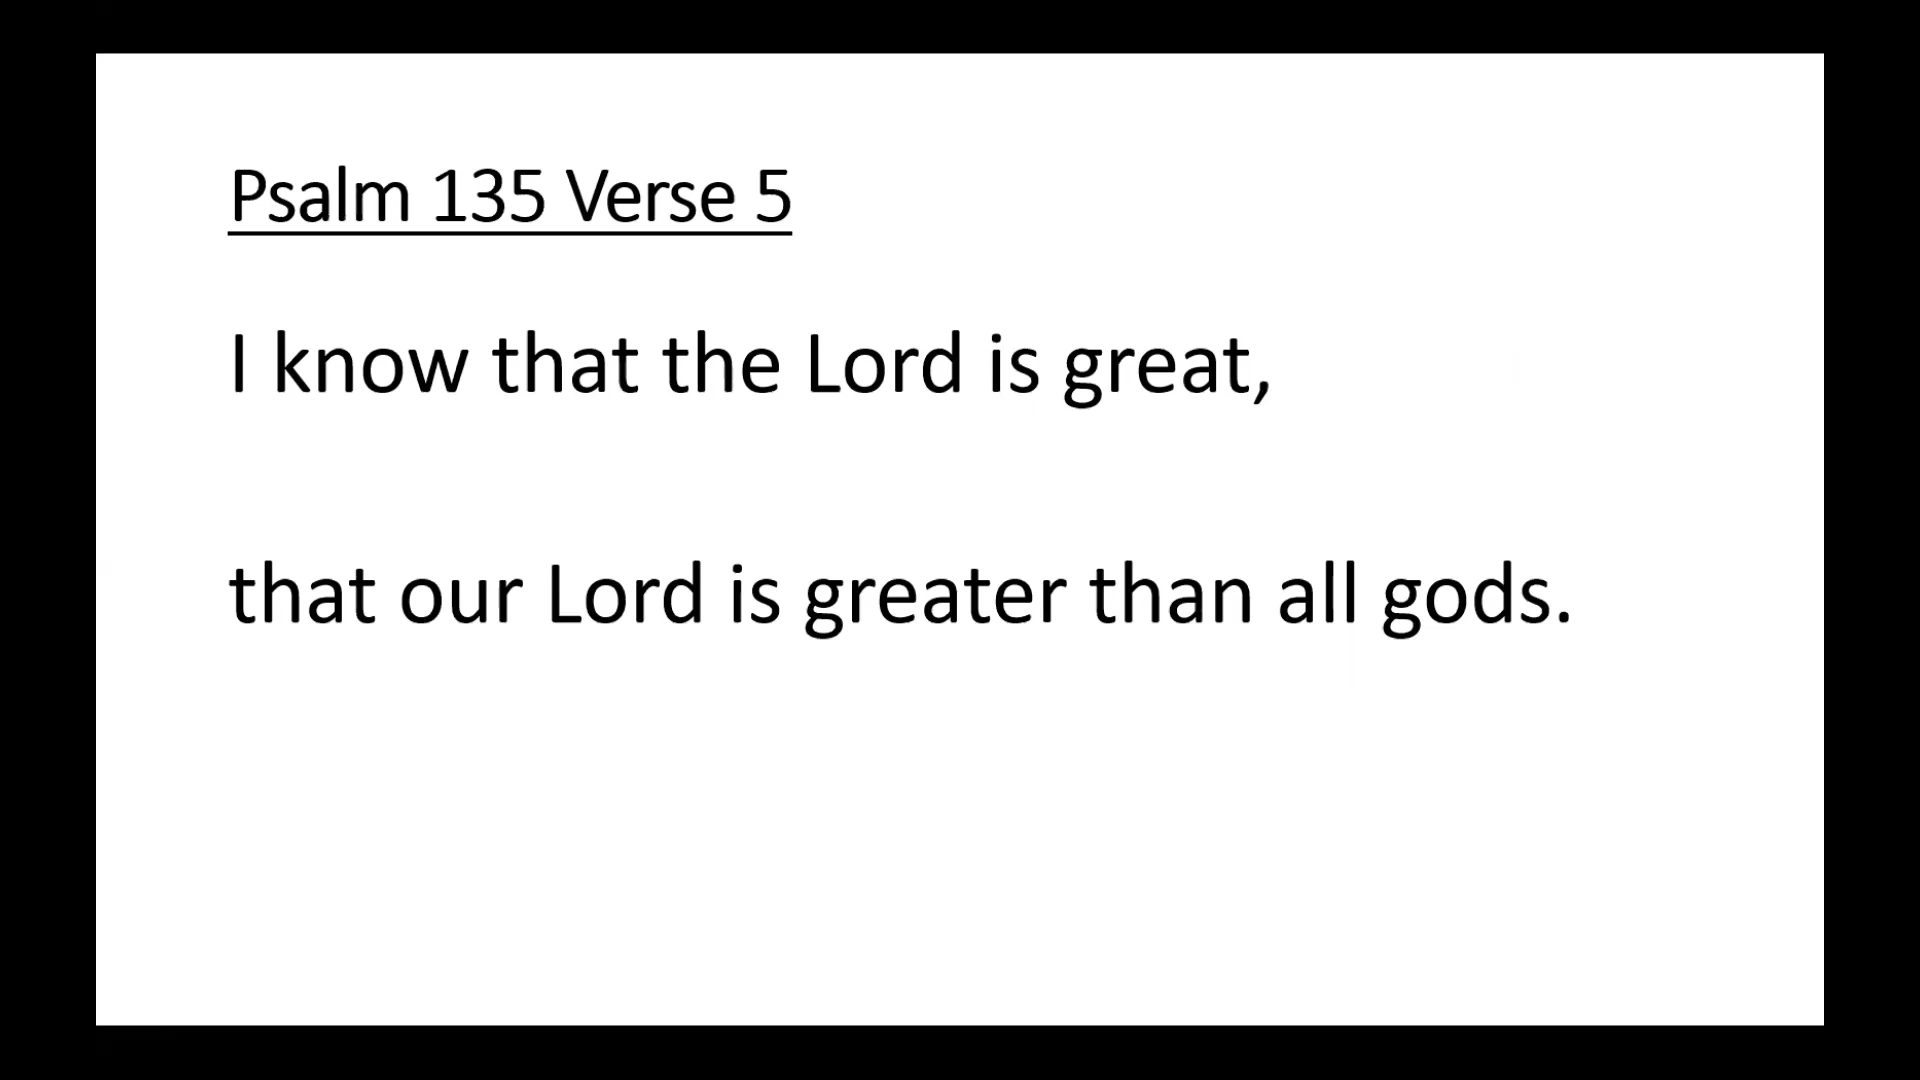 Psalm 135 Verse 5
I know that the Lord is great,
that our Lord is greater than all gods.